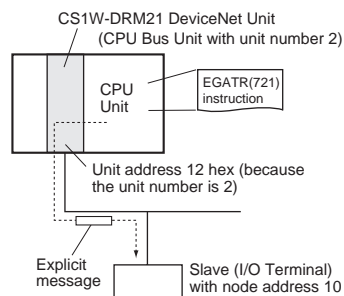 CS1W-DRM21 DeviceNet Unit
(CPU Bus Unit with unit number 2)
CPU
Unit
EGATR(721)
instruction
Unit address 12 hex (because
the unit number is 2)
Explicit
message
Slave (I/O Terminal)
with node address 10